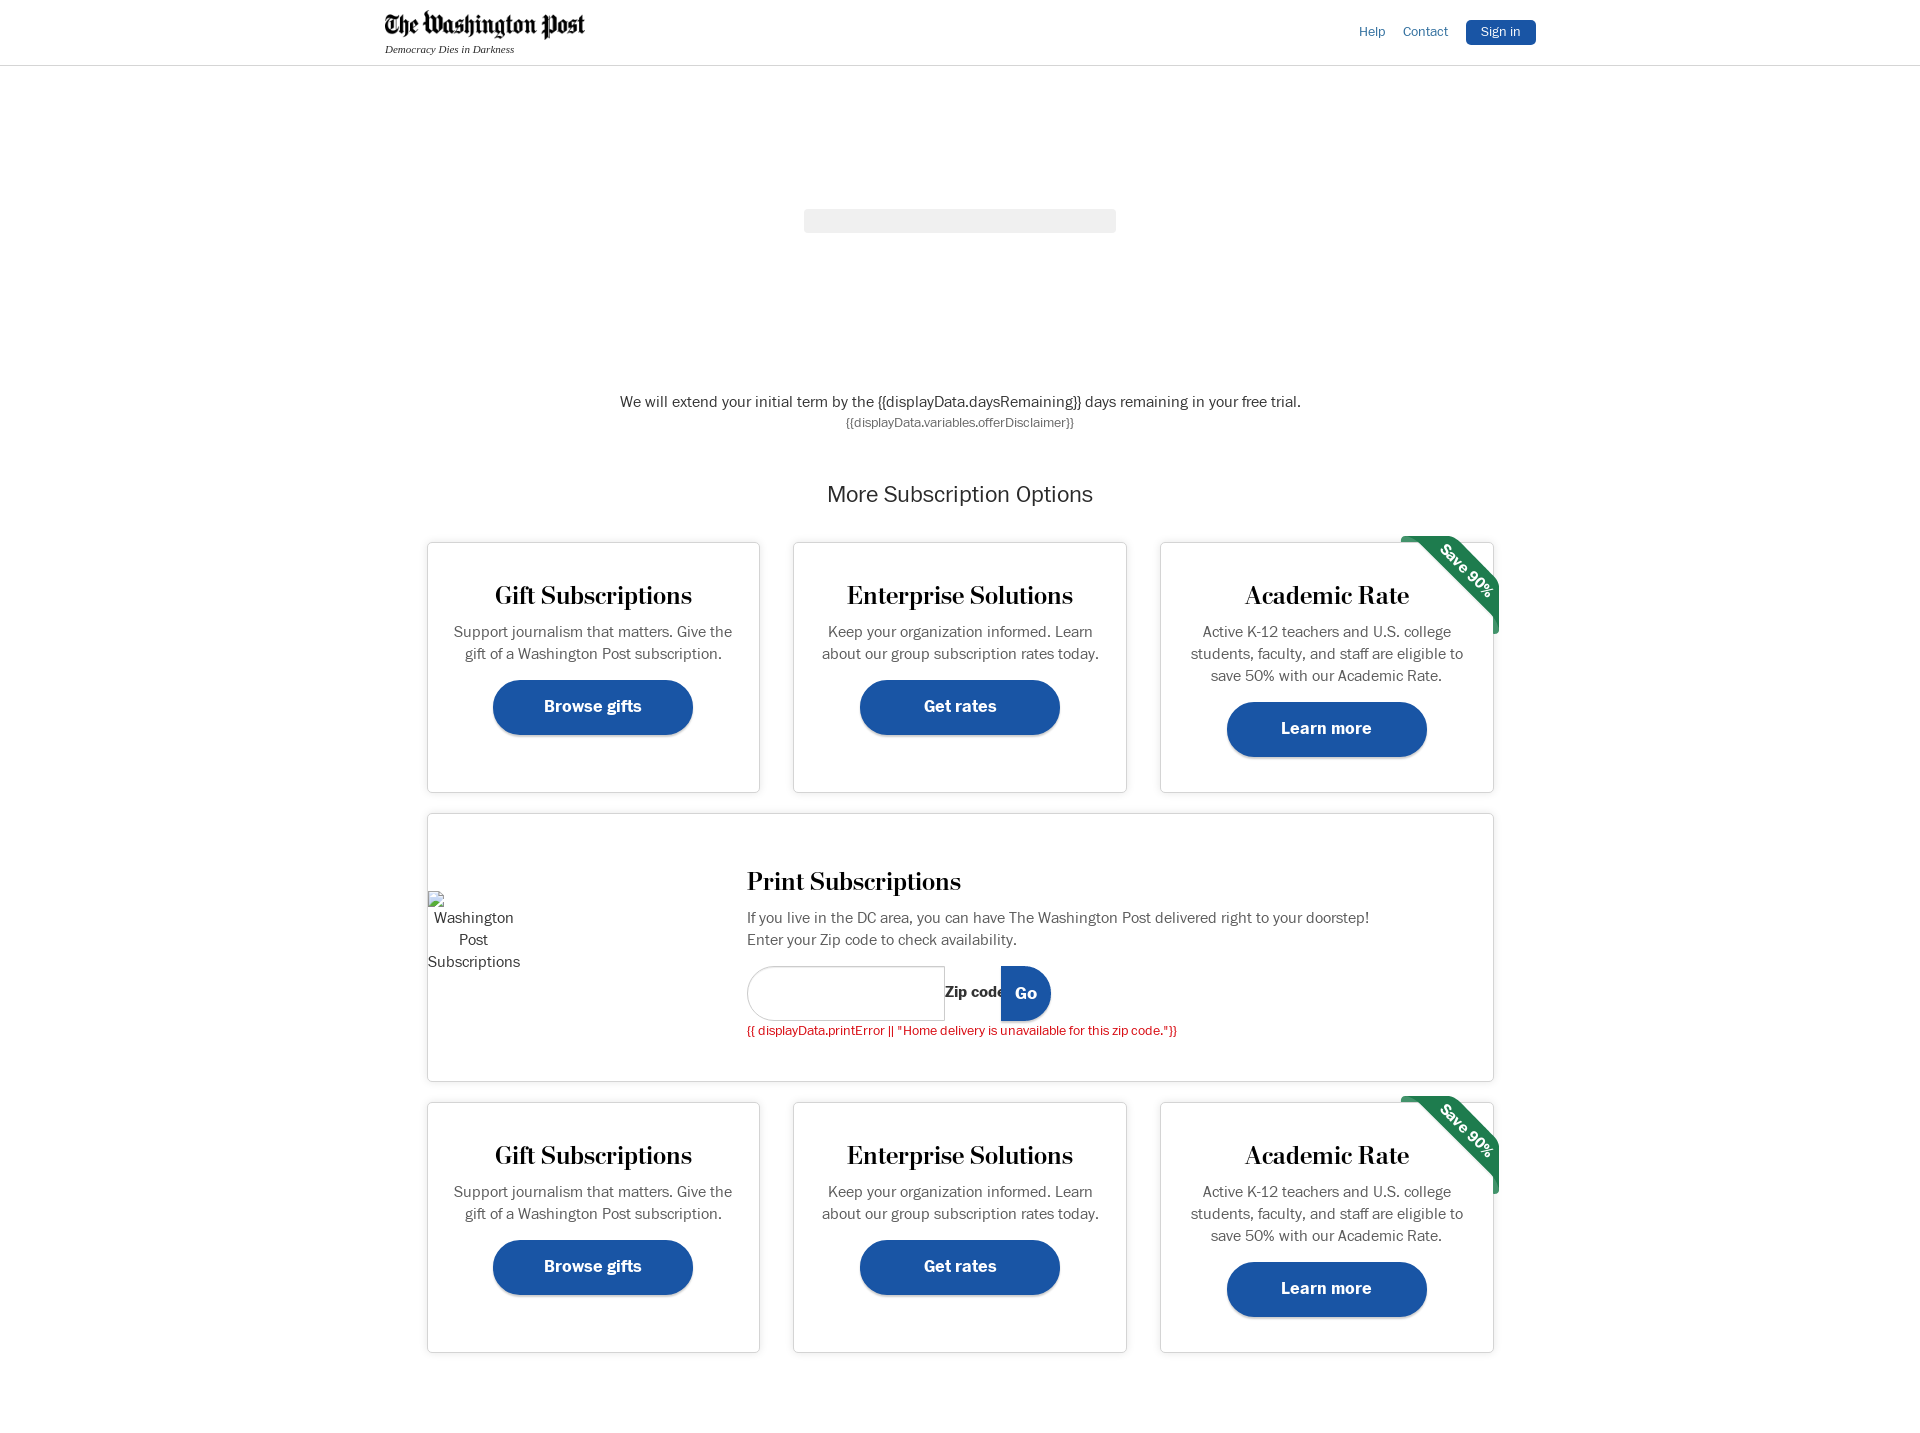 The Washington Post
Democracy Dies in Darkness
Help
Contact
Sign in
We will extend your initial term by the {{displayData.daysRemaining}} days remaining in your free trial.
{{displayData.variables.offerDisclaimer}}
More Subscription Options
Gift Subscriptions
Support journalism that matters. Give the
gift of a Washington Post subscription.
Browse gifts
Enterprise Solutions
Keep your organization informed. Learn
about our group subscription rates today.
Get rates
Save 90%
Academic Rate
Active K-12 teachers and U.S. college
students, faculty, and staff are eligible to
save 50% with our Academic Rate.
Learn more
Washington
Post
Subscriptions
Print Subscriptions
If you live in the DC area, you can have The Washington Post delivered right to your doorstep!
Enter your Zip code to check availability.
Zip code
Go
{{ displayData.printError || "Home delivery is unavailable for this zip code."}}
Gift Subscriptions
Support journalism that matters. Give the
gift of a Washington Post subscription.
Browse gifts
Enterprise Solutions
Keep your organization informed. Learn
about our group subscription rates today.
Get rates
Save 90%
Academic Rate
Active K-12 teachers and U.S. college
students, faculty, and staff are eligible to
save 50% with our Academic Rate.
Learn more